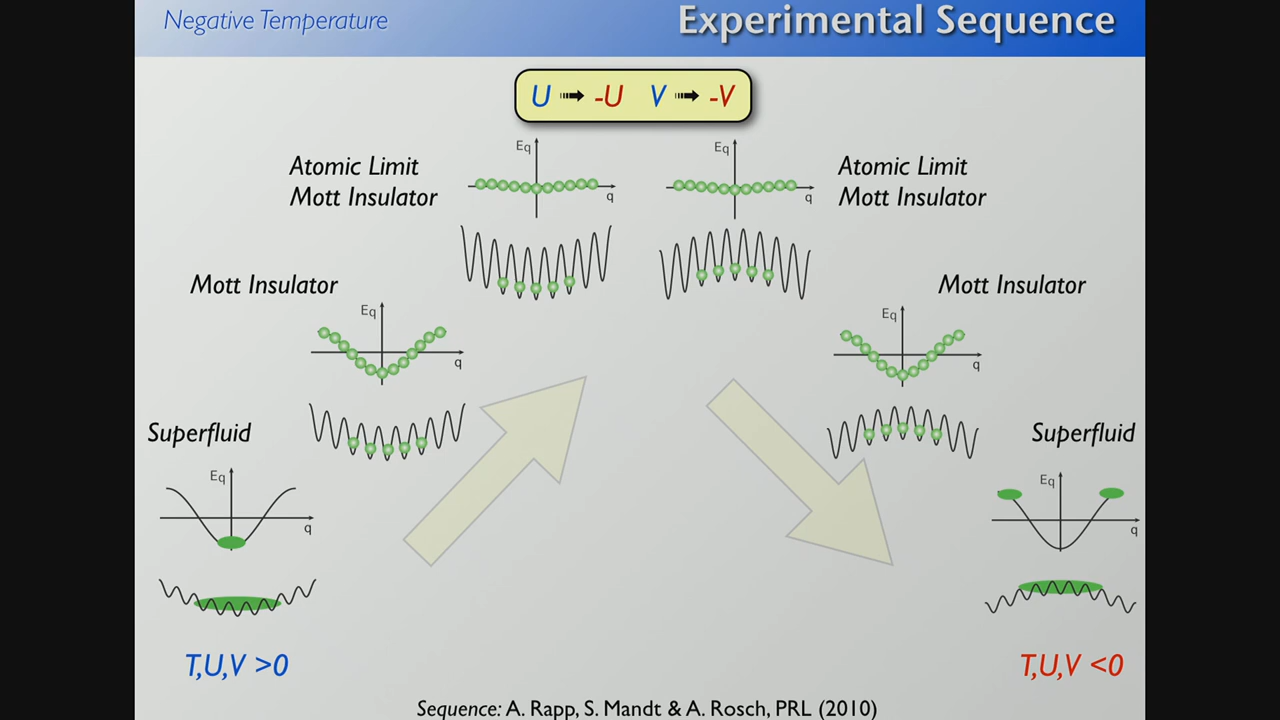 Negative Temperature
Experimental Sequence
U ➟ -U V ➟ -V
Atomic Limit
Mott Insulator
Eq
q
Eq
q
Atomic Limit
Mott Insulator
Mott Insulator
Eq
q
Mott Insulator
Eq
q
Superfluid
Eq
q
Superfluid
Eq
q
T,U,V >0
T,U,V <0
Sequence: A. Rapp, S. Mandt & A. Rosch, PRL (2010)